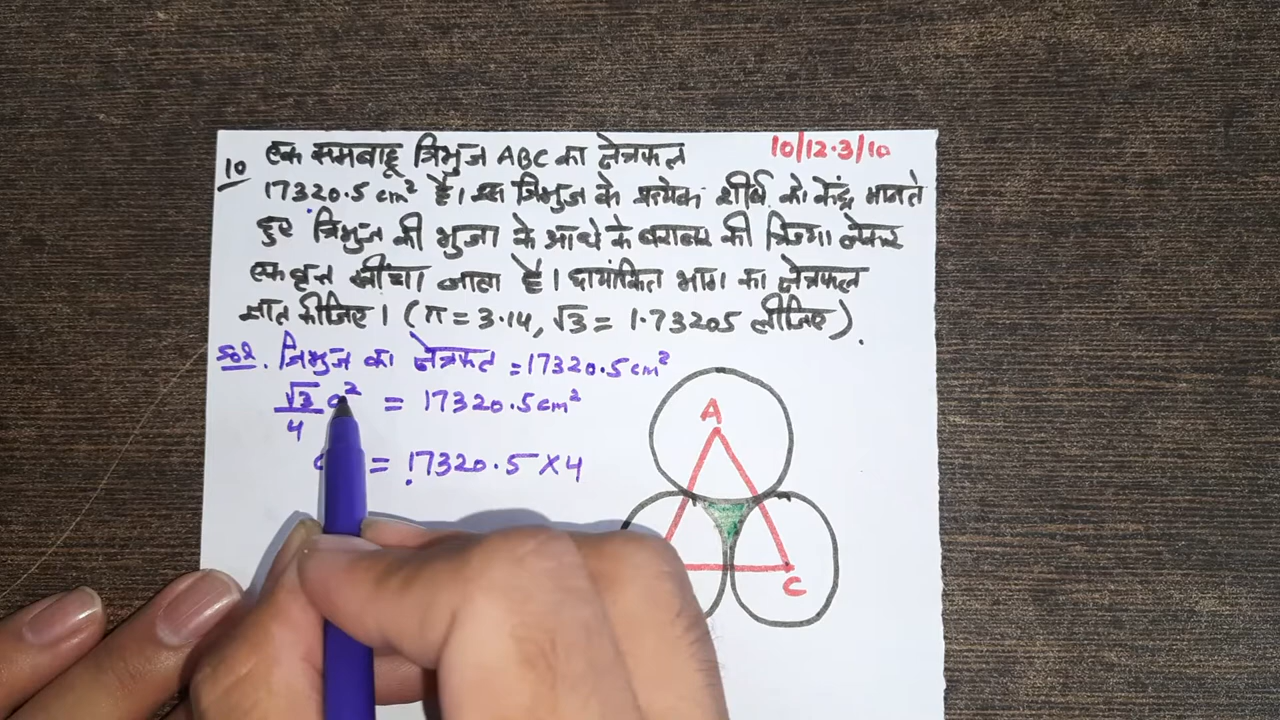 10 एक समबाहू त्रिभुज ABC का क्षेत्रफल 10/12.3/10
17320.5 cm² है। इस त्रिभुज के प्रत्येक शीर्ष को केंद्र मानते
हुए त्रिभुज की भुजा के आधे के बराबर की त्रिज्या लेकर
एक वृत्त खींचा जाता है। छायांकित भाग का क्षेत्रफल
ज्ञात कीजिए। (π = 3.14, √3 = 1.73205 लीजिए).
Sol. त्रिभुज का क्षेत्रफल = 17320.5 cm²
√3/4 a² = 17320.5 cm²
= 17320.5 × 4
A
C